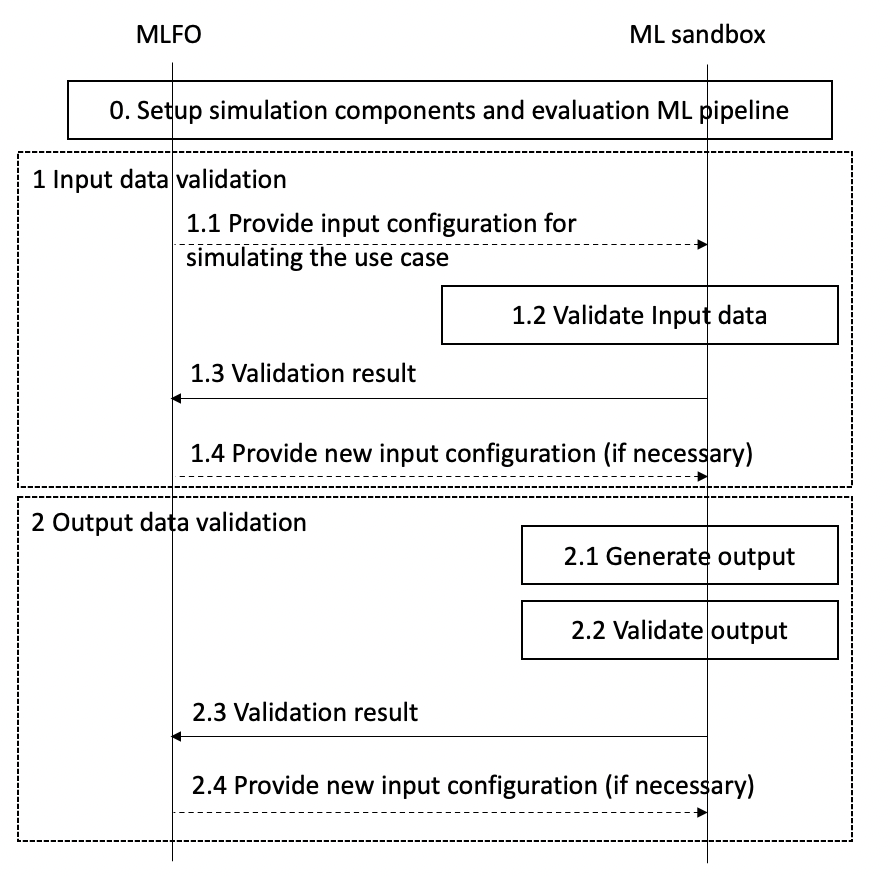 MLFO
ML sandbox
0. Setup simulation components and evaluation ML pipeline
1 Input data validation
1.1 Provide input configuration for
simulating the use case
1.2 Validate Input data
1.3 Validation result
1.4 Provide new input configuration (if necessary)
2 Output data validation
2.1 Generate output
2.2 Validate output
2.3 Validation result
2.4 Provide new input configuration (if necessary)